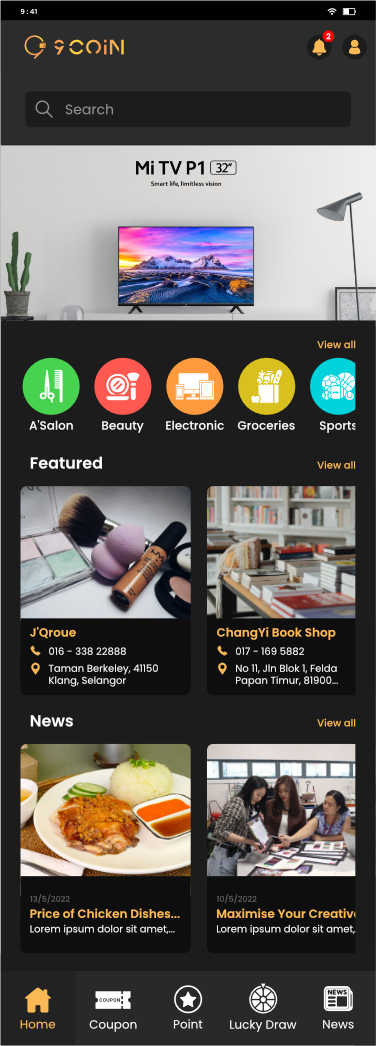 9:41
9COIN
2
Search
Mi TV P1 32"
Smart life, limitless vision
View all
A'Salon
Beauty
Electronic
Groceries
Sports
Featured
View all
J'Qroue
016 - 338 22888
Taman Berkeley, 41150
Klang, Selangor
ChangYi Book Shop
017 - 169 5882
No 11, Jln Blok 1, Felda
Papan Timur, 81900...
News
View all
13/5/2022
Price of Chicken Dishes...
Lorem ipsum dolor sit amet,...
10/5/2022
Maximise Your Creative
Lorem ipsum dolor sit amet,
Home
COUPON
Coupon
Point
Lucky Draw
NEWS
News